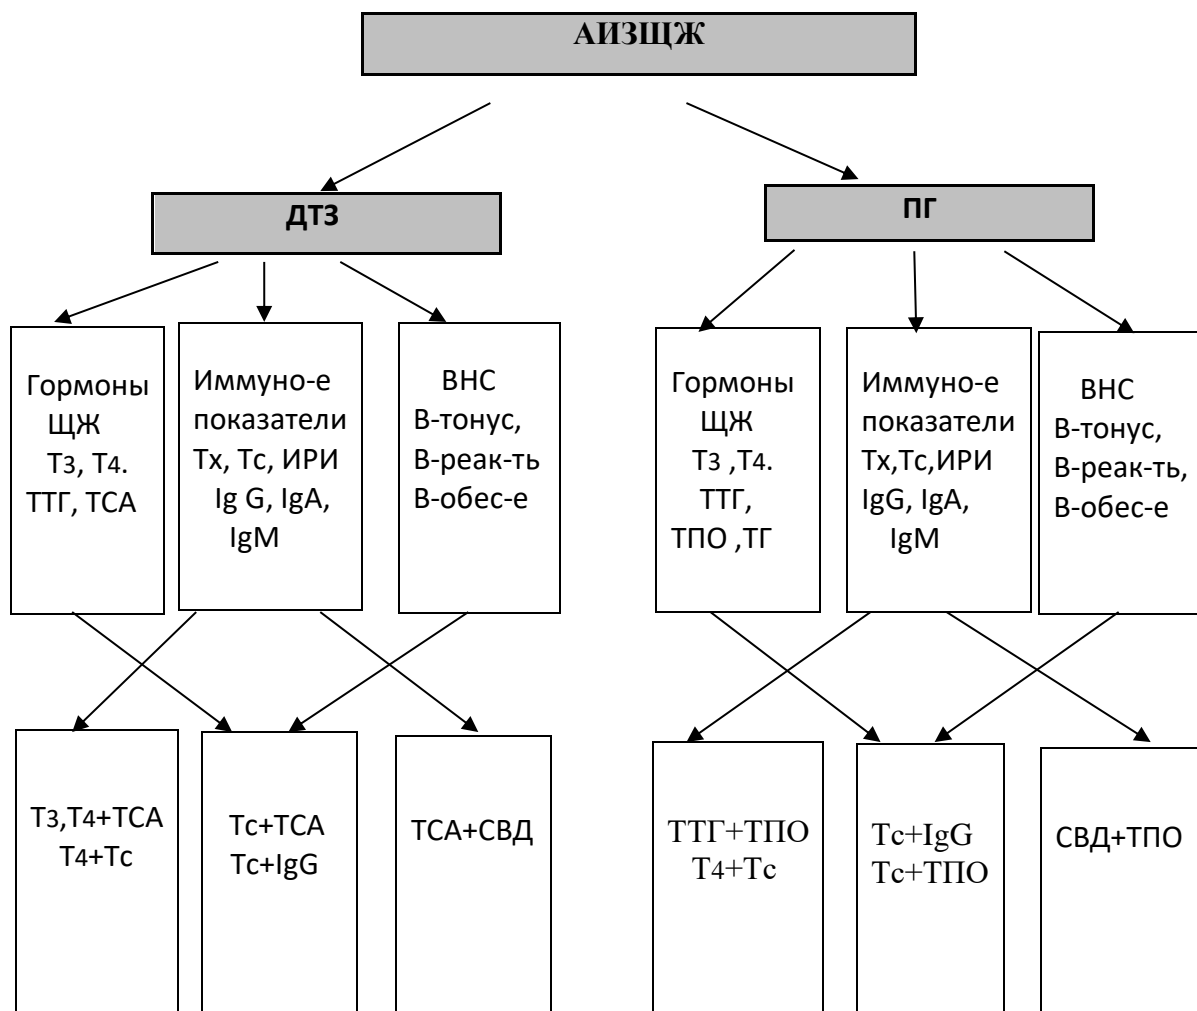 АИЗЩЖ
ДТЗ
ПГ
Гормоны
ЩЖ
Т3, Т4.
ТТГ, ТСА
Иммуно-е
показатели
Тх, Тс, ИРИ
Ig G, IgA,
IgM
ВНС
В-тонус,
В-реак-ть
В-обес-е
Гормоны
ЩЖ
Т3 ,Т4.
ТТГ,
ТПО ,ТГ
Иммуно-е
показатели
Тх,Тс,ИРИ
IgG, IgA,
IgM
ВНС
В-тонус,
В-реак-ть,
В-обес-е
Т3,Т4+ТСА
Т4+Тс
Тс+ТСА
Тс+IgG
ТСА+СВД
ТТГ+ТПО
Т4+Тс
Тс+IgG
Тс+ТПО
СВД+ТПО